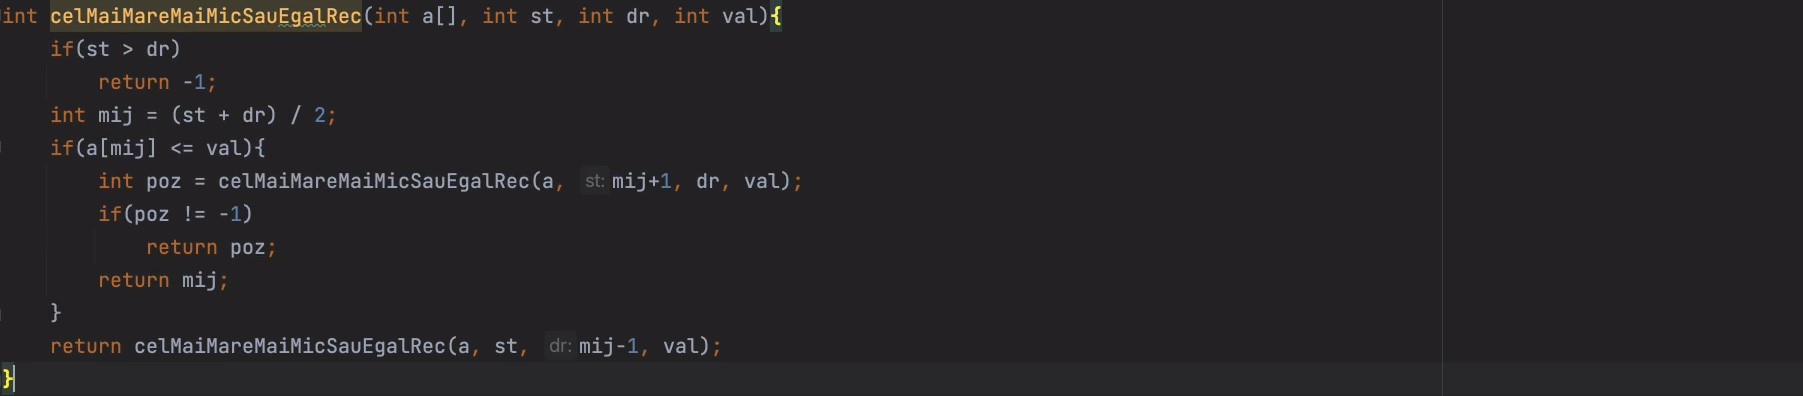 int celMaiMareMaiMicSauEgalRec(int a[], int st, int dr, int val){
    if(st > dr)
        return -1;
    int mij = (st + dr) / 2;
    if(a[mij] <= val){
        int poz = celMaiMareMaiMicSauEgalRec(a, st: mij+1, dr, val);
        if(poz != -1)
            return poz;
        return mij;
    }
    return celMaiMareMaiMicSauEgalRec(a, st, dr: mij-1, val);
}